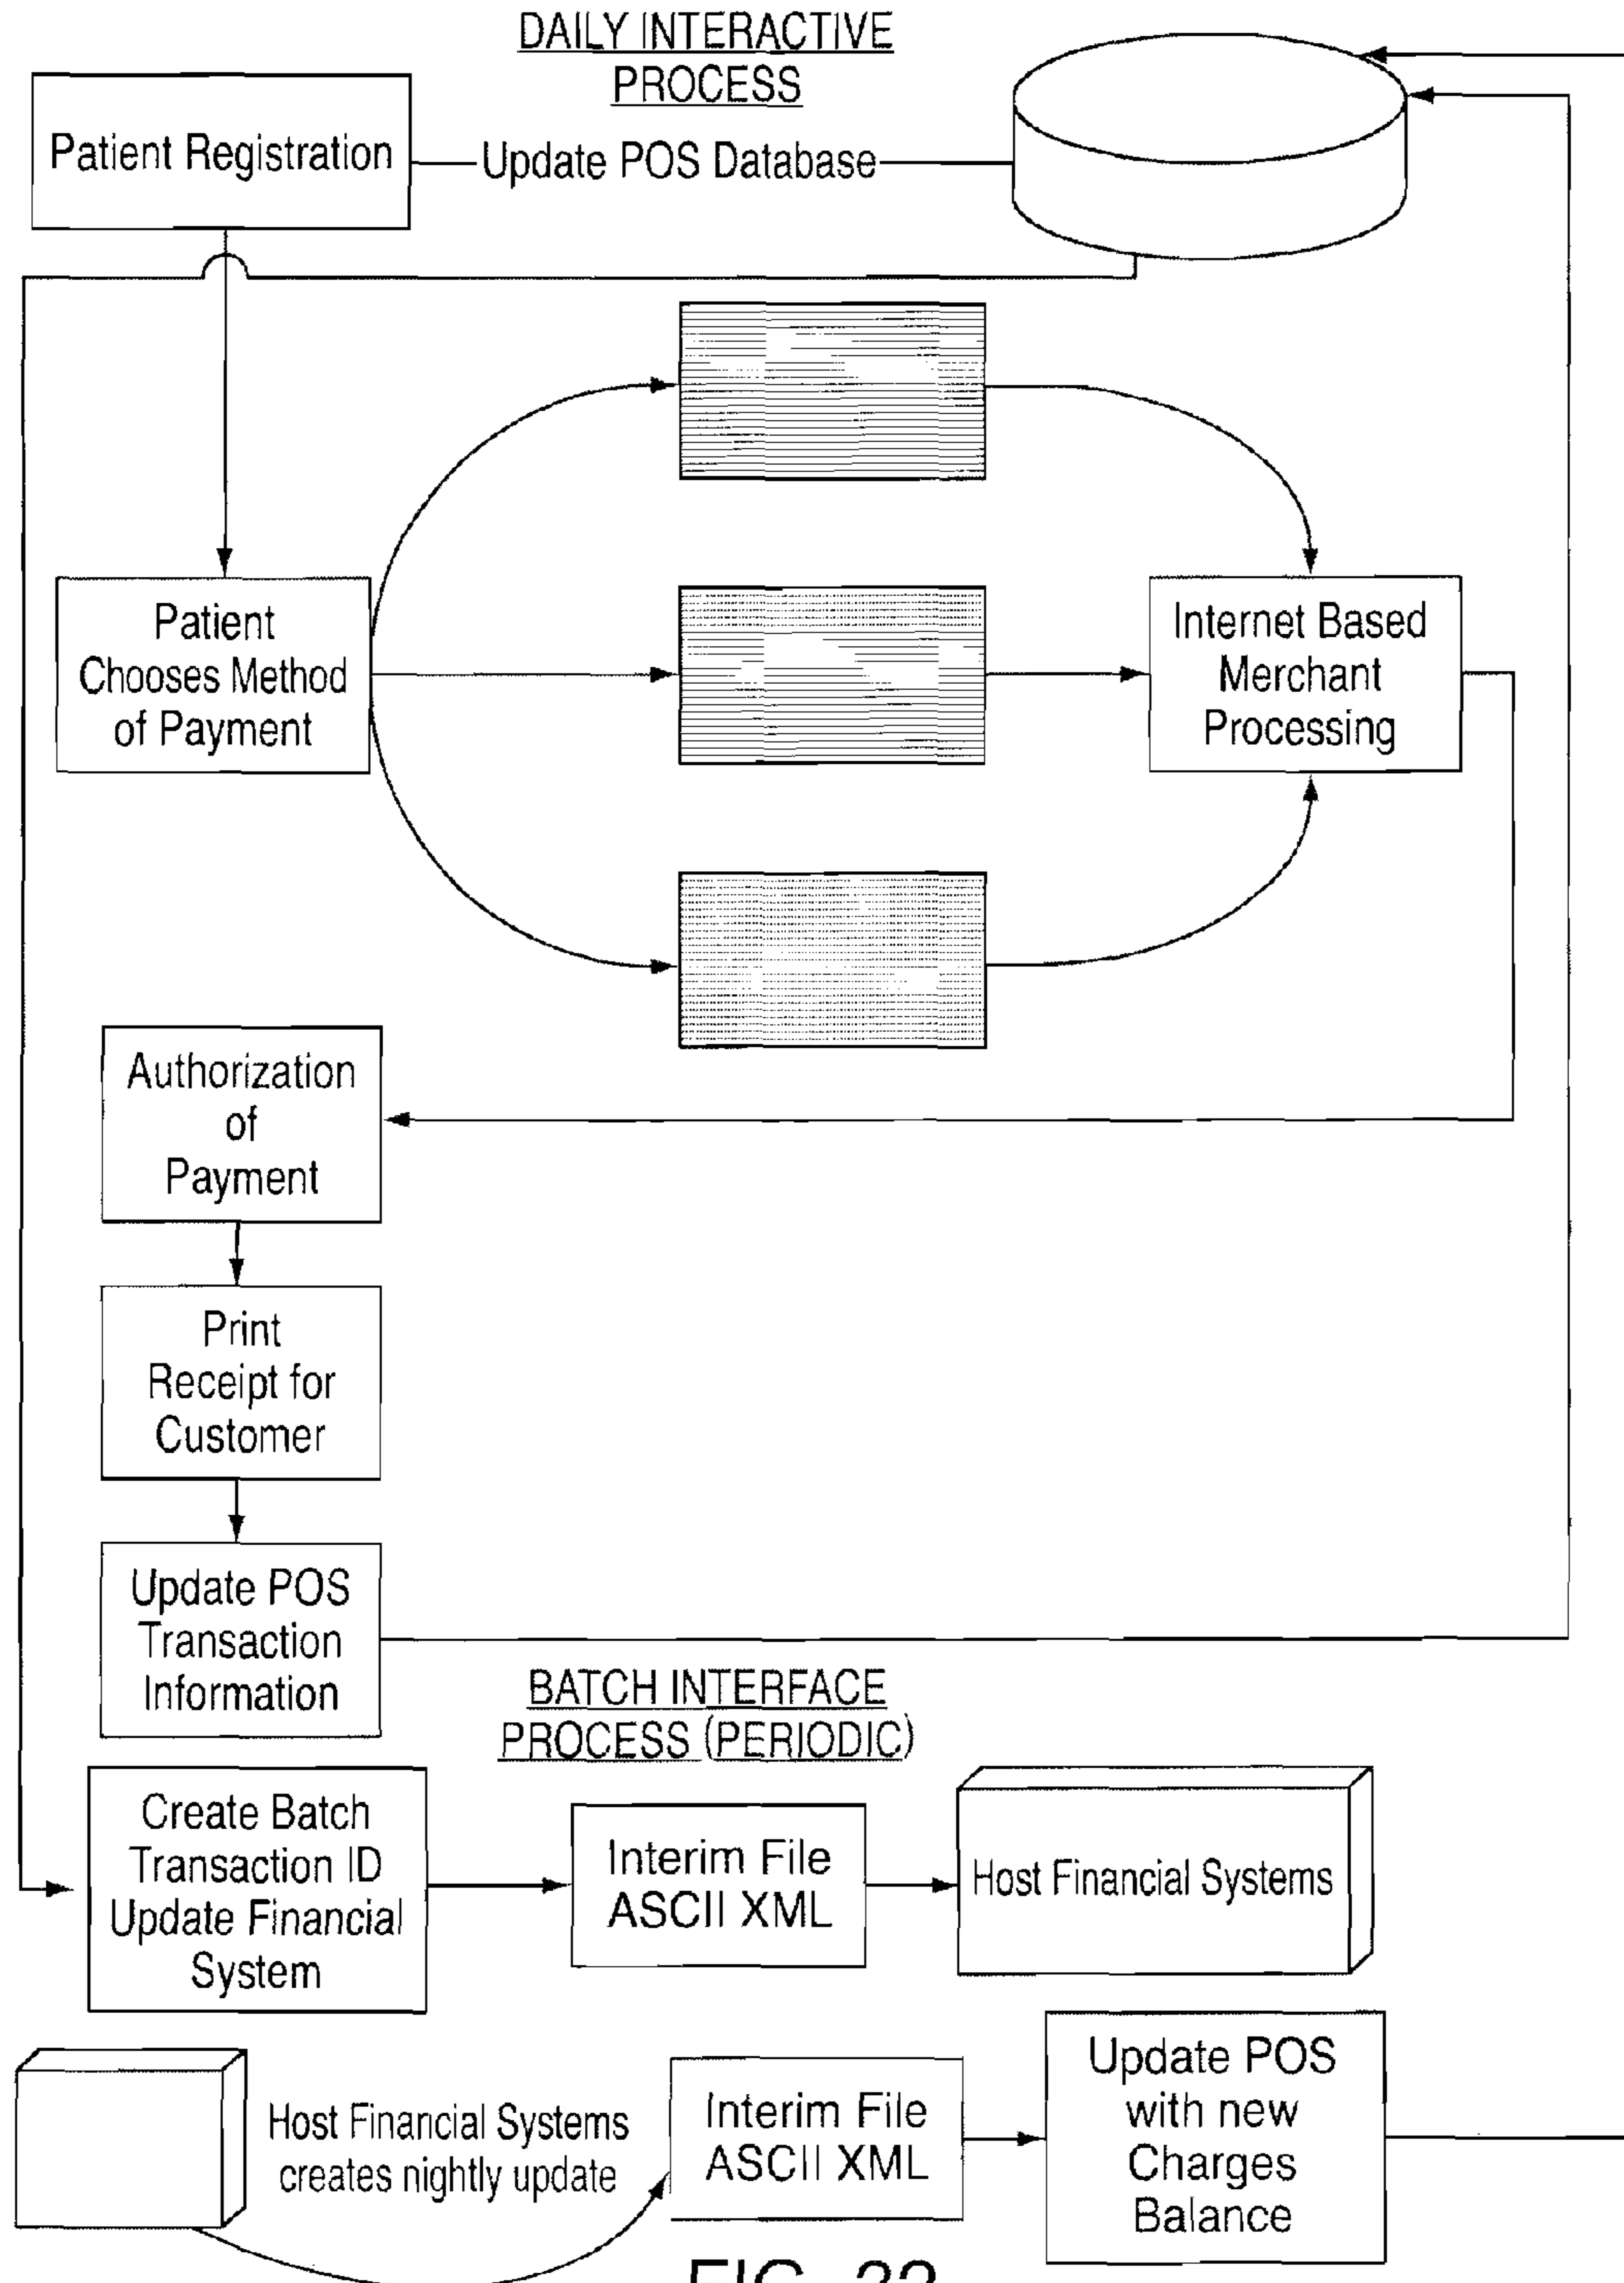 DAILY INTERACTIVE
PROCESS
Patient Registration
Update POS Database
Patient
Chooses Method
of Payment
Internet Based
Merchant
Processing
Authorization
of
Payment
Print
Receipt for
Customer
Update POS
Transaction
Information
BATCH INTERFACE
PROCESS (PERIODIC)
Create Batch
Transaction ID
Update Financial
System
Interim File
ASCII XML
Host Financial Systems
Host Financial Systems
creates nightly update
Interim File
ASCII XML
Update POS
with new
Charges
Balance
FIG. 32